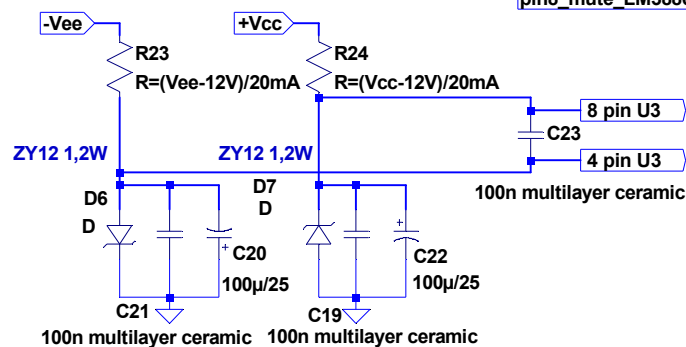 pin8_mute_LM3886
-Vee
+Vcc
R23
R=(Vee-12V)/20mA
R24
R=(Vcc-12V)/20mA
8 pin U3
C23
4 pin U3
ZY12 1,2W
ZY12 1,2W
100n multilayer ceramic
D6
D
D7
D
+
C20
100µ/25
+
C22
100µ/25
C21
100n multilayer ceramic
C19
100n multilayer ceramic